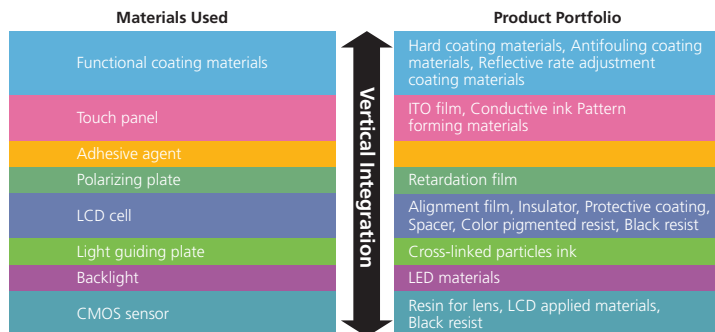 Materials Used
Product Portfolio
Functional coating materials
Hard coating materials, Antifouling coating
materials, Reflective rate adjustment
coating materials
Touch panel
ITO film, Conductive ink Pattern
forming materials
Adhesive agent
Polarizing plate
Retardation film
LCD cell
Alignment film, Insulator, Protective coating,
Spacer, Color pigmented resist, Black resist
Light guiding plate
Cross-linked particles ink
Backlight
LED materials
CMOS sensor
Resin for lens, LCD applied materials,
Black resist
Vertical Integration